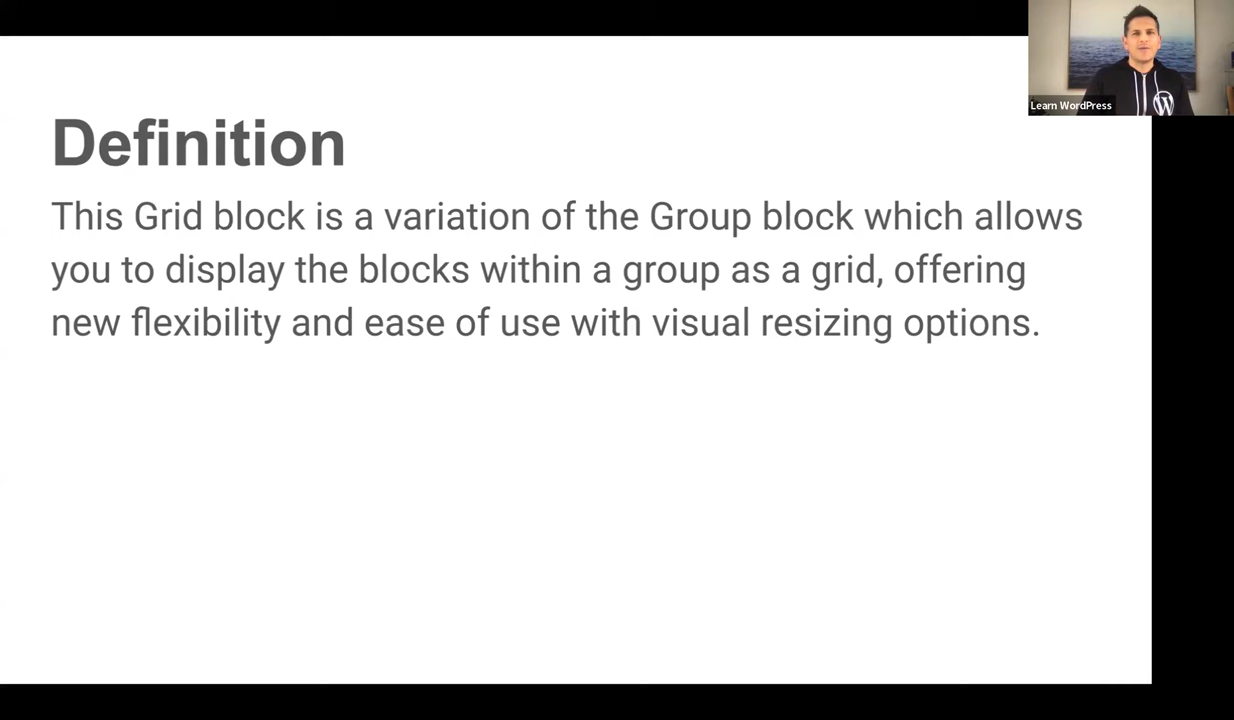 Learn WordPress
Definition
This Grid block is a variation of the Group block which allows
you to display the blocks within a group as a grid, offering
new flexibility and ease of use with visual resizing options.